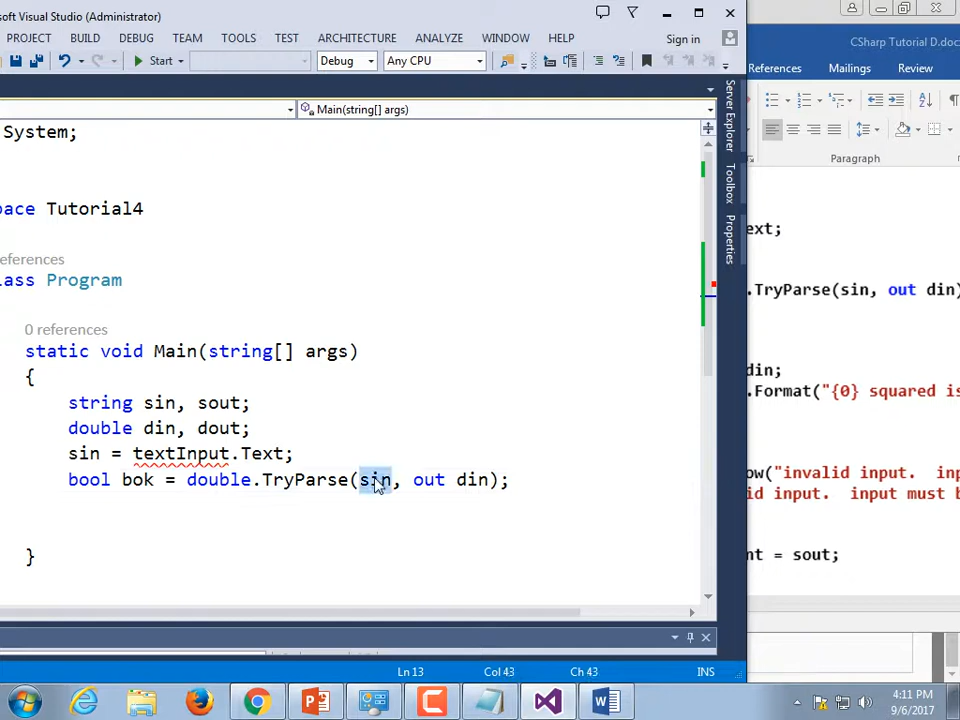 soft Visual Studio (Administrator)
PROJECT BUILD DEBUG TEAM TOOLS TEST ARCHITECTURE ANALYZE WINDOW HELP Sign in
Start Debug Any CPU
Main(string[] args)
System;
pace Tutorial4
eferences
lass Program
0 references
static void Main(string[] args)
{
string sin, sout;
double din, dout;
sin = textInput.Text;
bool bok = double.TryParse(sin, out din);
}
Ln 13 Col 43 Ch 43 INS
Server Explorer
Toolbox
Properties
CSharp Tutorial D.doc
References Mailings Review
Paragraph
ext;
.TryParse(sin, out din)
din;
.Format("{0} squared is
ow("invalid input. inp
id input. input must b
nt = sout;
4:11 PM
9/6/2017